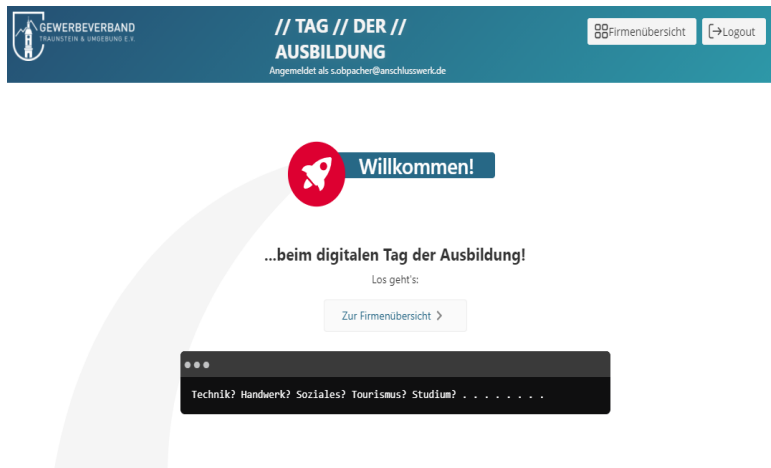 GEWERBEVERBAND
TRAUNSTEIN & UMGEBUNG E.V.
// TAG // DER //
AUSBILDUNG
Angemeldet als s.obpacher@anschlusswerk.de
Firmenübersicht
Logout
Willkommen!
...beim digitalen Tag der Ausbildung!
Los geht's:
Zur Firmenübersicht
Technik? Handwerk? Soziales? Tourismus? Studium? . . . . . . . .